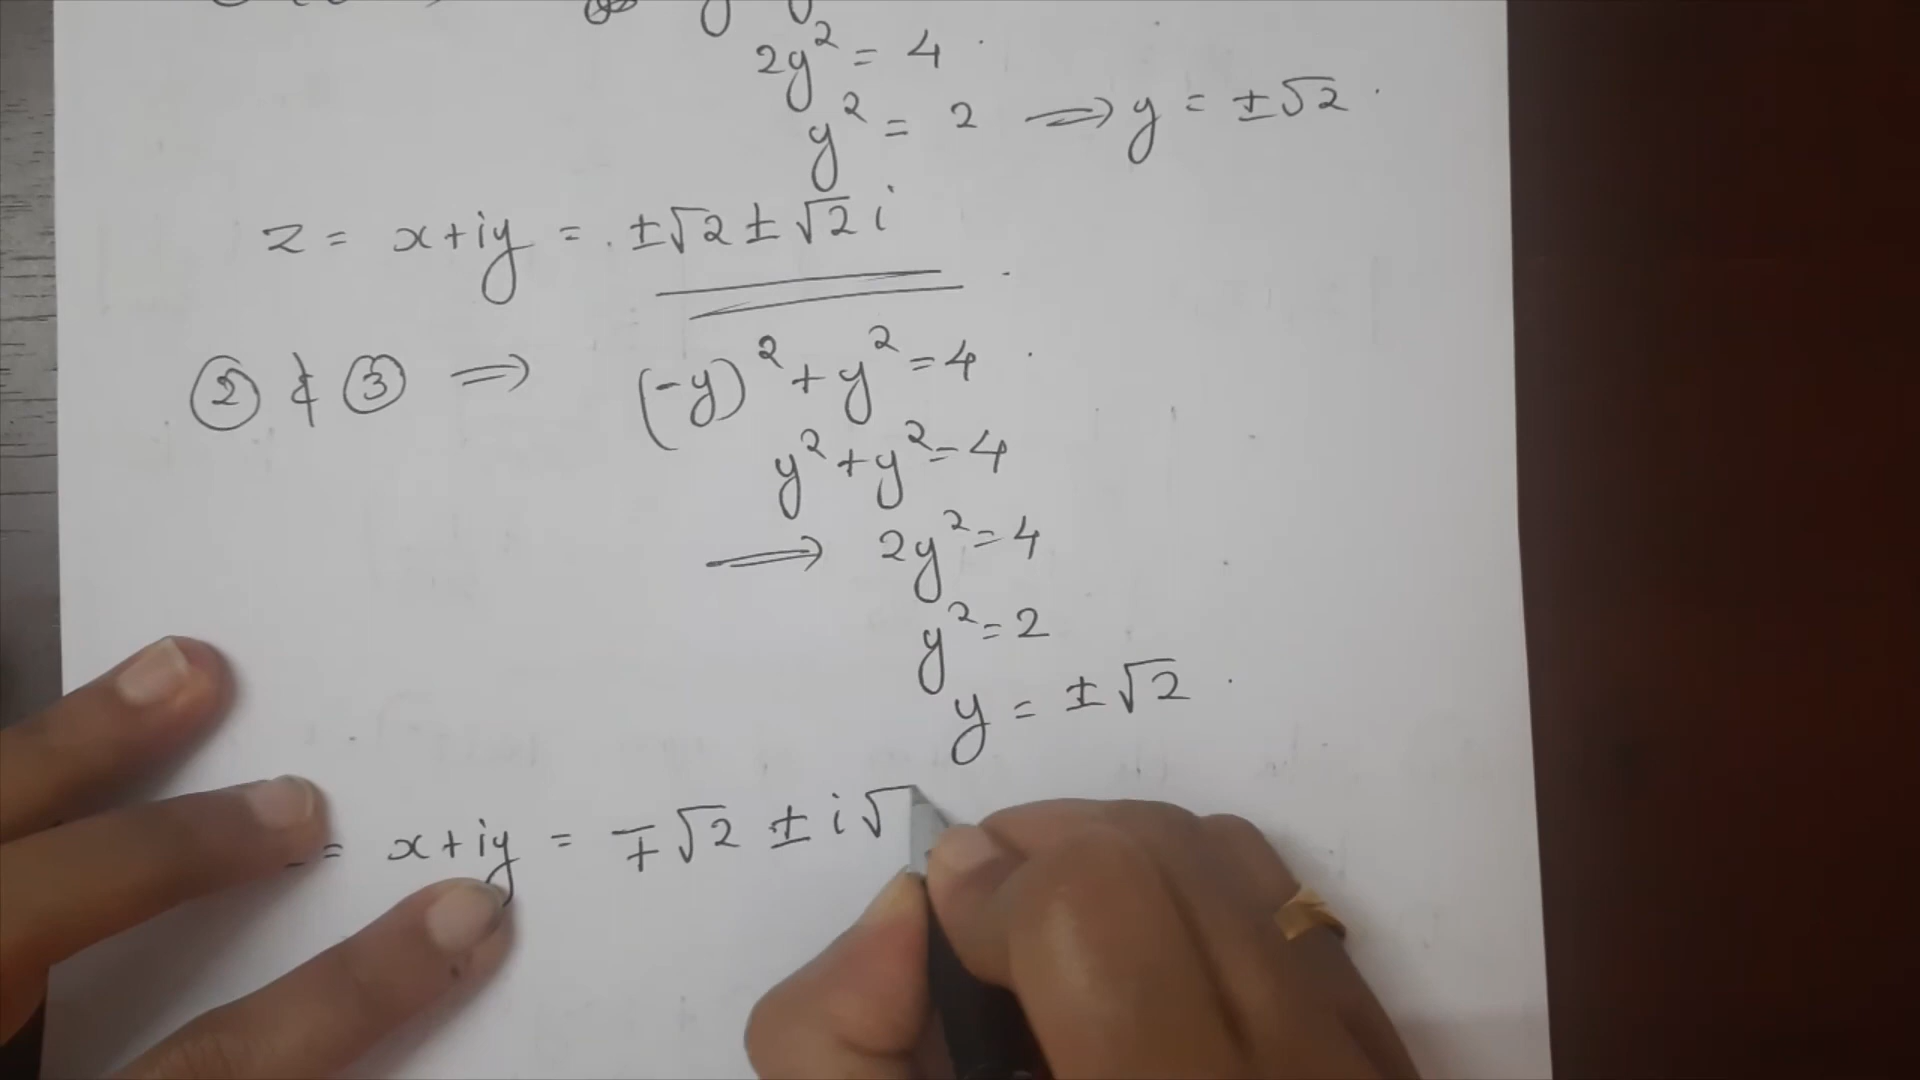 2y² = 4
y² = 2 ⟹ y = ±√2
z = x+iy = ±√2 ± √2 i
② & ③ ⟹ (-y)² + y² = 4
y² + y² = 4
⟹ 2y² = 4
y² = 2
y = ±√2
= x+iy = ∓√2 ± i√